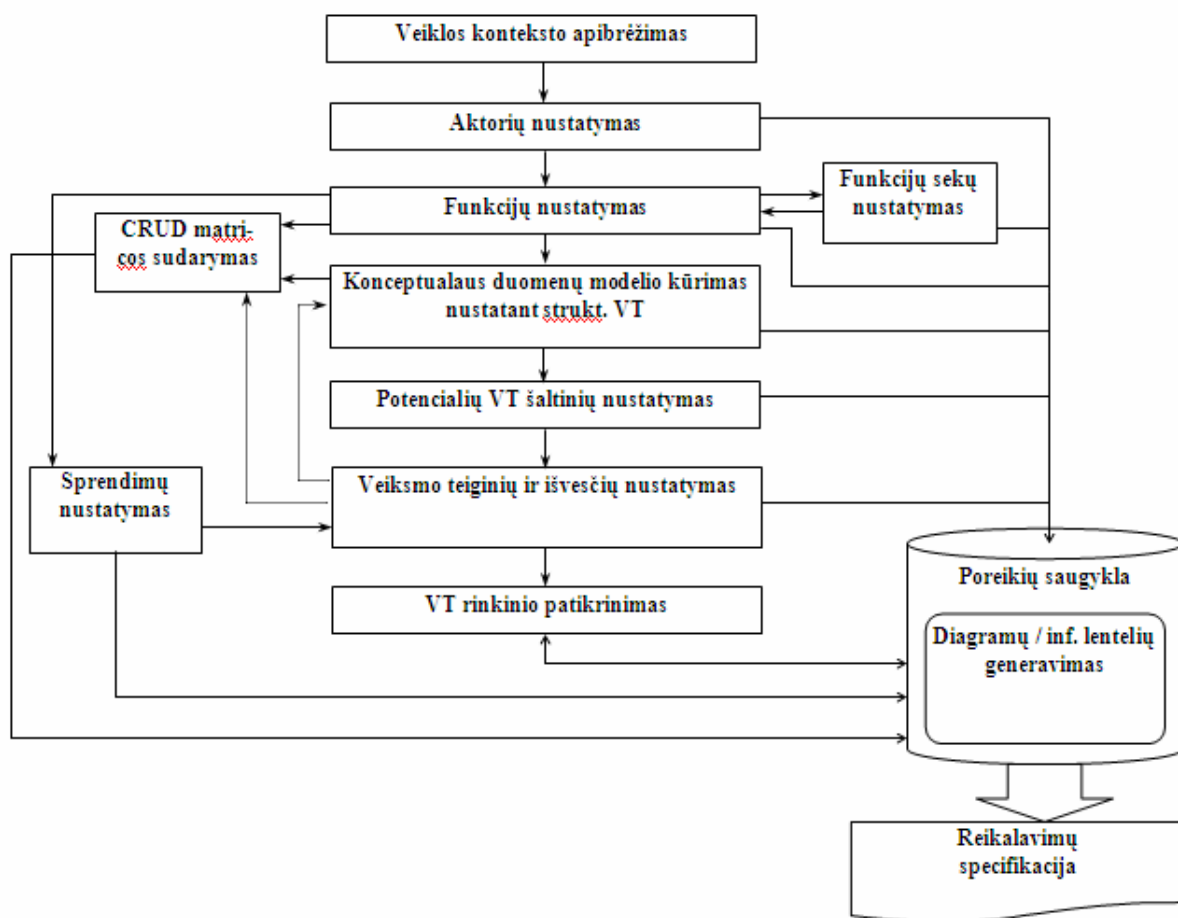 Veiklos konteksto apibrėžimas
Aktorių nustatymas
Funkcijų nustatymas
Funkcijų sekų
nustatymas
CRUD matri-
cos sudarymas
Konceptualaus duomenų modelio kūrimas
nustatant strukt. VT
Potencialių VT šaltinių nustatymas
Sprendimų
nustatymas
Veiksmo teiginių ir išvesčių nustatymas
Poreikių saugykla
VT rinkinio patikrinimas
Diagramų / inf. lentelių
generavimas
Reikalavimų
specifikacija